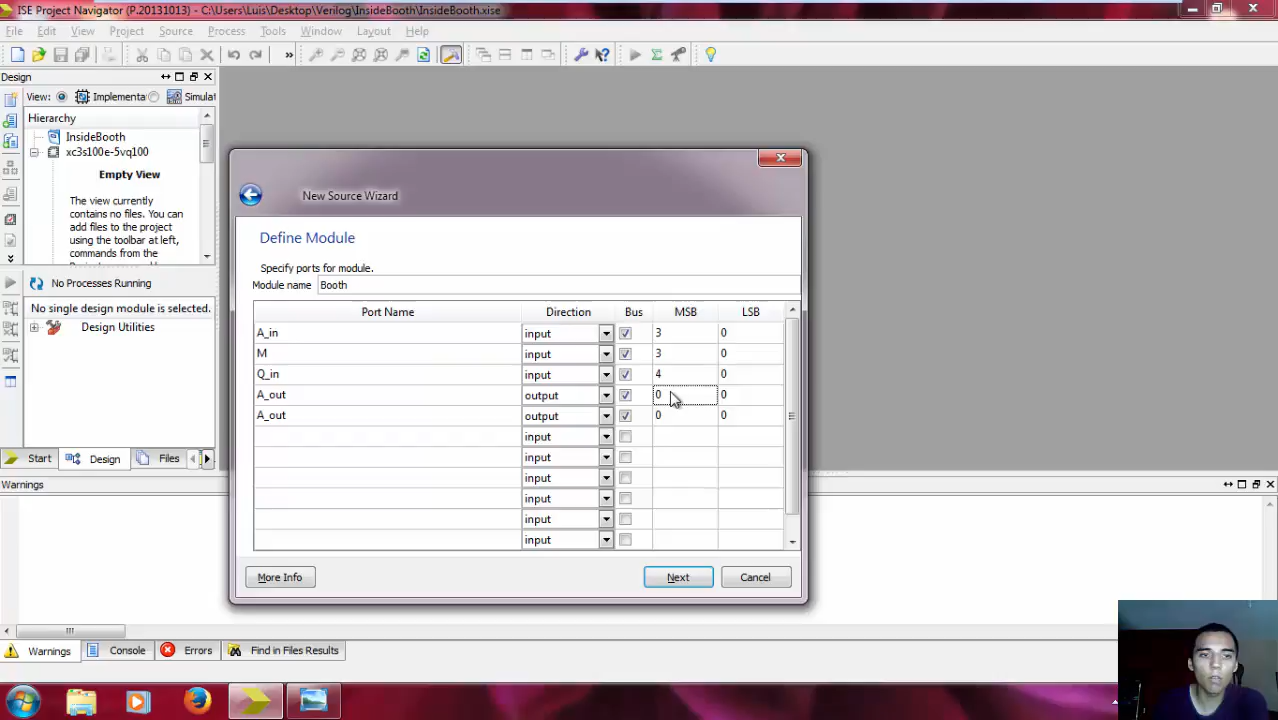 ISE Project Navigator (P.20131013) - C:\Users\Luis\Desktop\Verilog\InsideBooth\InsideBooth.xise
File Edit View Project Source Process Tools Window Layout Help
»
Design
View: Implementa Simulat
Hierarchy
InsideBooth
xc3s100e-5vq100
Empty View
The view currently
contains no files. You can
add files to the project
using the toolbar at left,
commands from the
No Processes Running
No single design module is selected.
Design Utilities
Start Design Files
New Source Wizard
Define Module
Specify ports for module.
Module name Booth
Port Name Direction Bus MSB LSB
A_in input 3 0
M input 3 0
Q_in input 4 0
A_out output 0 0
A_out output 0 0
input
input
input
input
input
input
More Info Next Cancel
Warnings
Warnings Console Errors Find in Files Results